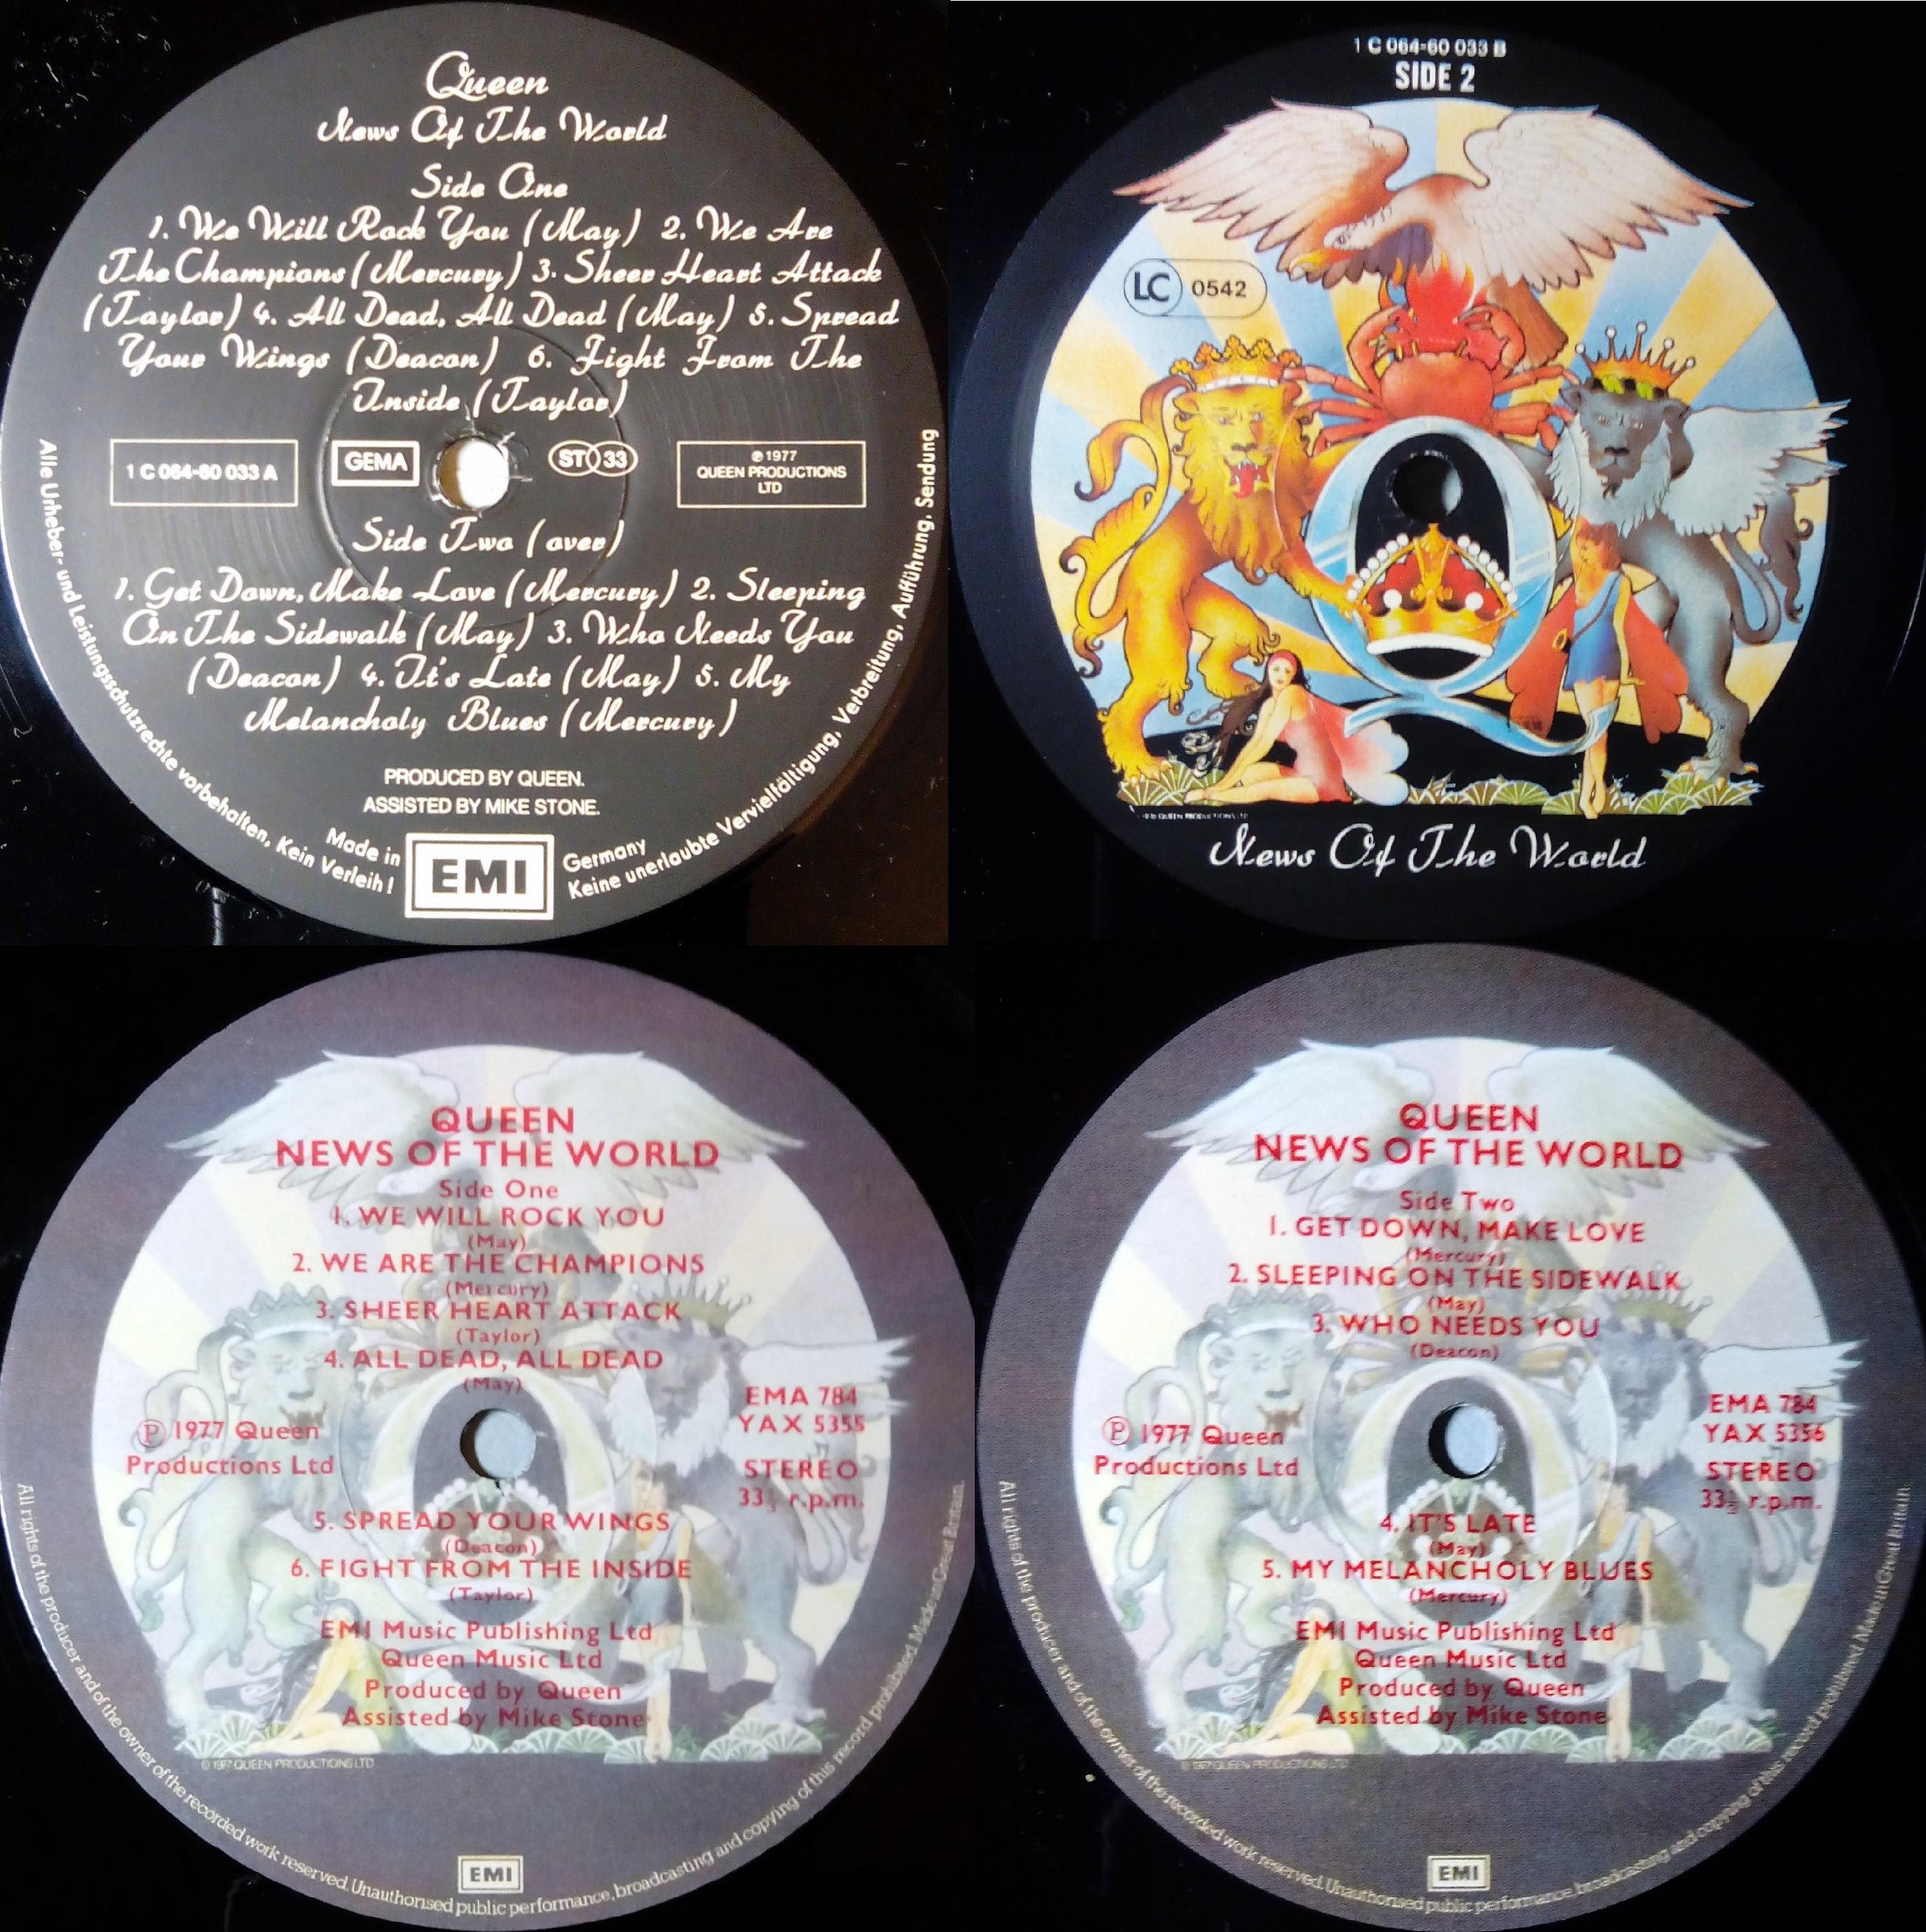 Queen
News Of The World
Side One
1. We Will Rock You (May) 2. We Are
The Champions (Mercury) 3. Sheer Heart Attack
(Taylor) 4. All Dead, All Dead (May) 5. Spread
Your Wings (Deacon) 6. Fight From The
Inside (Taylor)
1 C 064-60 033 A
GEMA
ST 33
℗ 1977
QUEEN PRODUCTIONS
LTD
Side Two (over)
1. Get Down, Make Love (Mercury) 2. Sleeping
On The Sidewalk (May) 3. Who Needs You
(Deacon) 4. It's Late (May) 5. My
Melancholy Blues (Mercury)
PRODUCED BY QUEEN.
ASSISTED BY MIKE STONE.
Made in
EMI
Germany
Alle Urheber- und Leistungsschutzrechte vorbehalten, Kein Verleih!
Keine unerlaubte Vervielfältigung, Verbreitung, Aufführung, Sendung
1 C 064-60 033 B
SIDE 2
LC 0542
QUEEN PRODUCTIONS LTD
News Of The World
QUEEN
NEWS OF THE WORLD
Side One
1. WE WILL ROCK YOU
(May)
2. WE ARE THE CHAMPIONS
(Mercury)
3. SHEER HEART ATTACK
(Taylor)
4. ALL DEAD, ALL DEAD
(May)
EMA 784
YAX 5355
℗ 1977 Queen
Productions Ltd
STEREO
33⅓ r.p.m.
5. SPREAD YOUR WINGS
(Deacon)
6. FIGHT FROM THE INSIDE
(Taylor)
EMI Music Publishing Ltd
Queen Music Ltd
Produced by Queen
Assisted by Mike Stone
© 1977 QUEEN PRODUCTIONS LTD
EMI
All rights of the producer and of the owner of the recorded work reserved. Unauthorised public performance, broadcasting and copying of this record prohibited. Made in Great Britain.
QUEEN
NEWS OF THE WORLD
Side Two
1. GET DOWN, MAKE LOVE
(Mercury)
2. SLEEPING ON THE SIDEWALK
(May)
3. WHO NEEDS YOU
(Deacon)
EMA 784
YAX 5356
℗ 1977 Queen
Productions Ltd
STEREO
33⅓ r.p.m.
4. IT'S LATE
(May)
5. MY MELANCHOLY BLUES
(Mercury)
EMI Music Publishing Ltd
Queen Music Ltd
Produced by Queen
Assisted by Mike Stone
© 1977 QUEEN PRODUCTIONS LTD
EMI
All rights of the producer and of the owner of the recorded work reserved. Unauthorised public performance, broadcasting and copying of this record prohibited. Made in Great Britain.